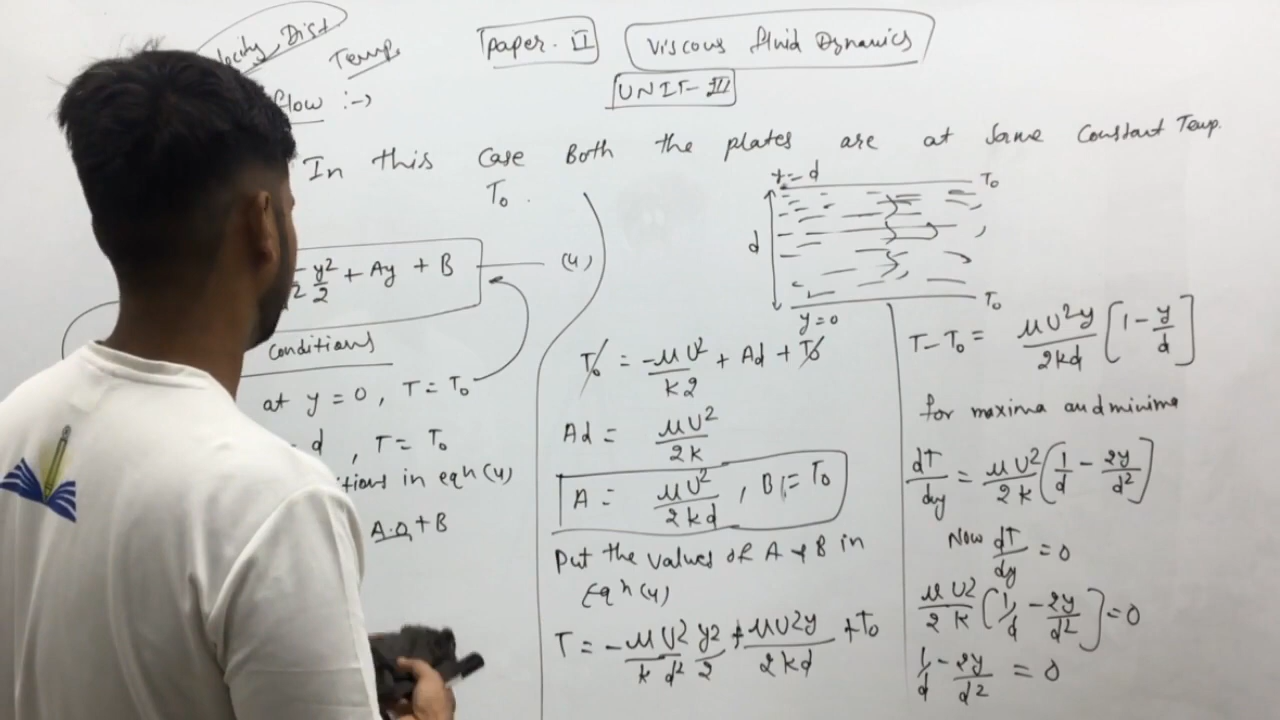 Dist.
Temp.
flow :→
Paper - II
Viscous fluid Dynamics
UNIT - III
In this Case Both the plates are at same Constant Temp.
T₀ .
y²/2 + Ay + B — (4)
Conditions
at y = 0 , T = T₀
d , T = T₀
in eqn (4)
A.0 + B
y = d
T₀
d
y = 0
T₀
T₀ = -μU²/k2 + Ad + T₀
Ad = μU²/2k
A = μU²/2kd , B = T₀
Put the values of A & B in
Eqn (4)
T = -μU²/kd² y²/2 + μU²y/2kd + T₀
T - T₀ = μU²y/2kd [1 - y/d]
for maxima and minima
dT/dy = μU²/2k (1/d - 2y/d²]
Now dT/dy = 0
μU²/2k (1/d - 2y/d²] = 0
1/d - 2y/d² = 0